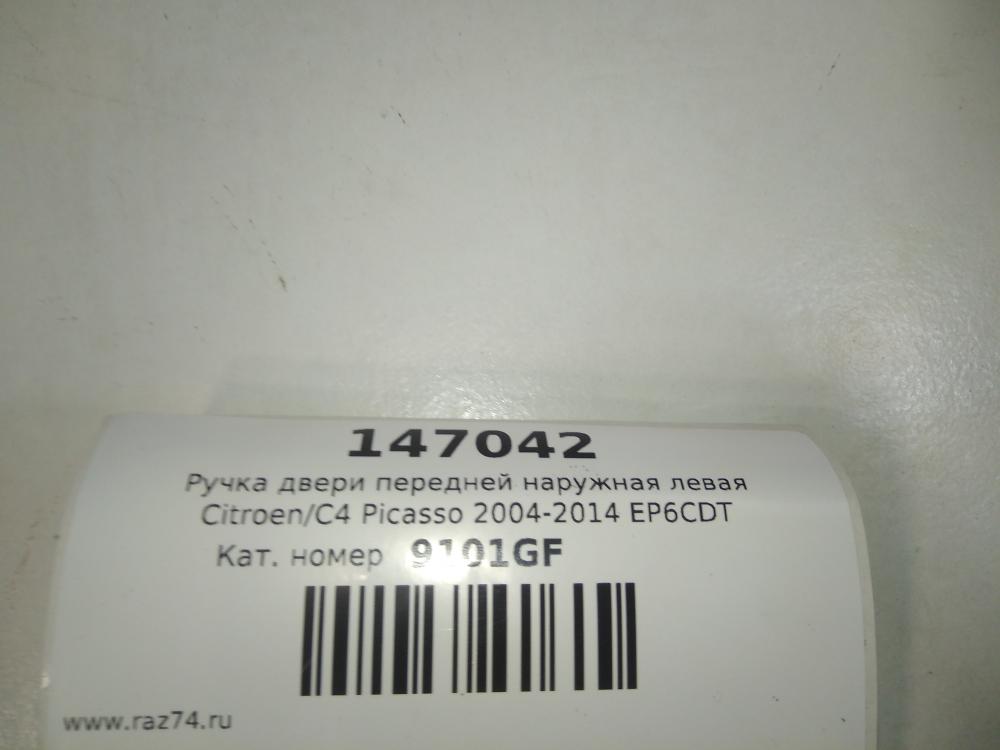 147042
Ручка двери передней наружная левая
Citroen/C4 Picasso 2004-2014 EP6CDT
Кат. номер 9101GF
www.raz74.ru